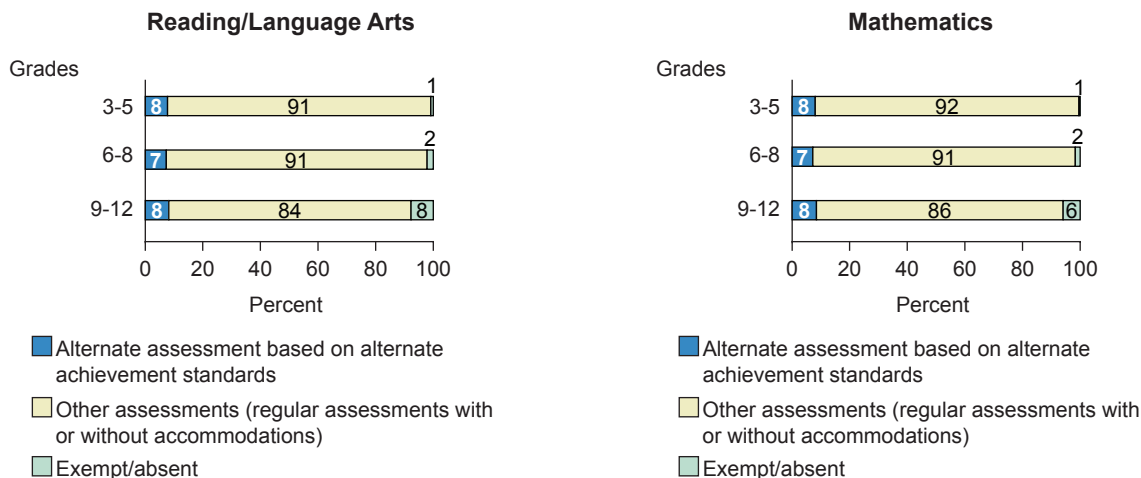 Reading/Language Arts
Grades
1
3-5
8
91
2
6-8
7
91
9-12
8
84
8
0 20 40 60 80 100
Percent
Alternate assessment based on alternate
achievement standards
Other assessments (regular assessments with
or without accommodations)
Exempt/absent
Mathematics
Grades
1
3-5
8
92
2
6-8
7
91
9-12
8
86
6
0 20 40 60 80 100
Percent
Alternate assessment based on alternate
achievement standards
Other assessments (regular assessments with
or without accommodations)
Exempt/absent